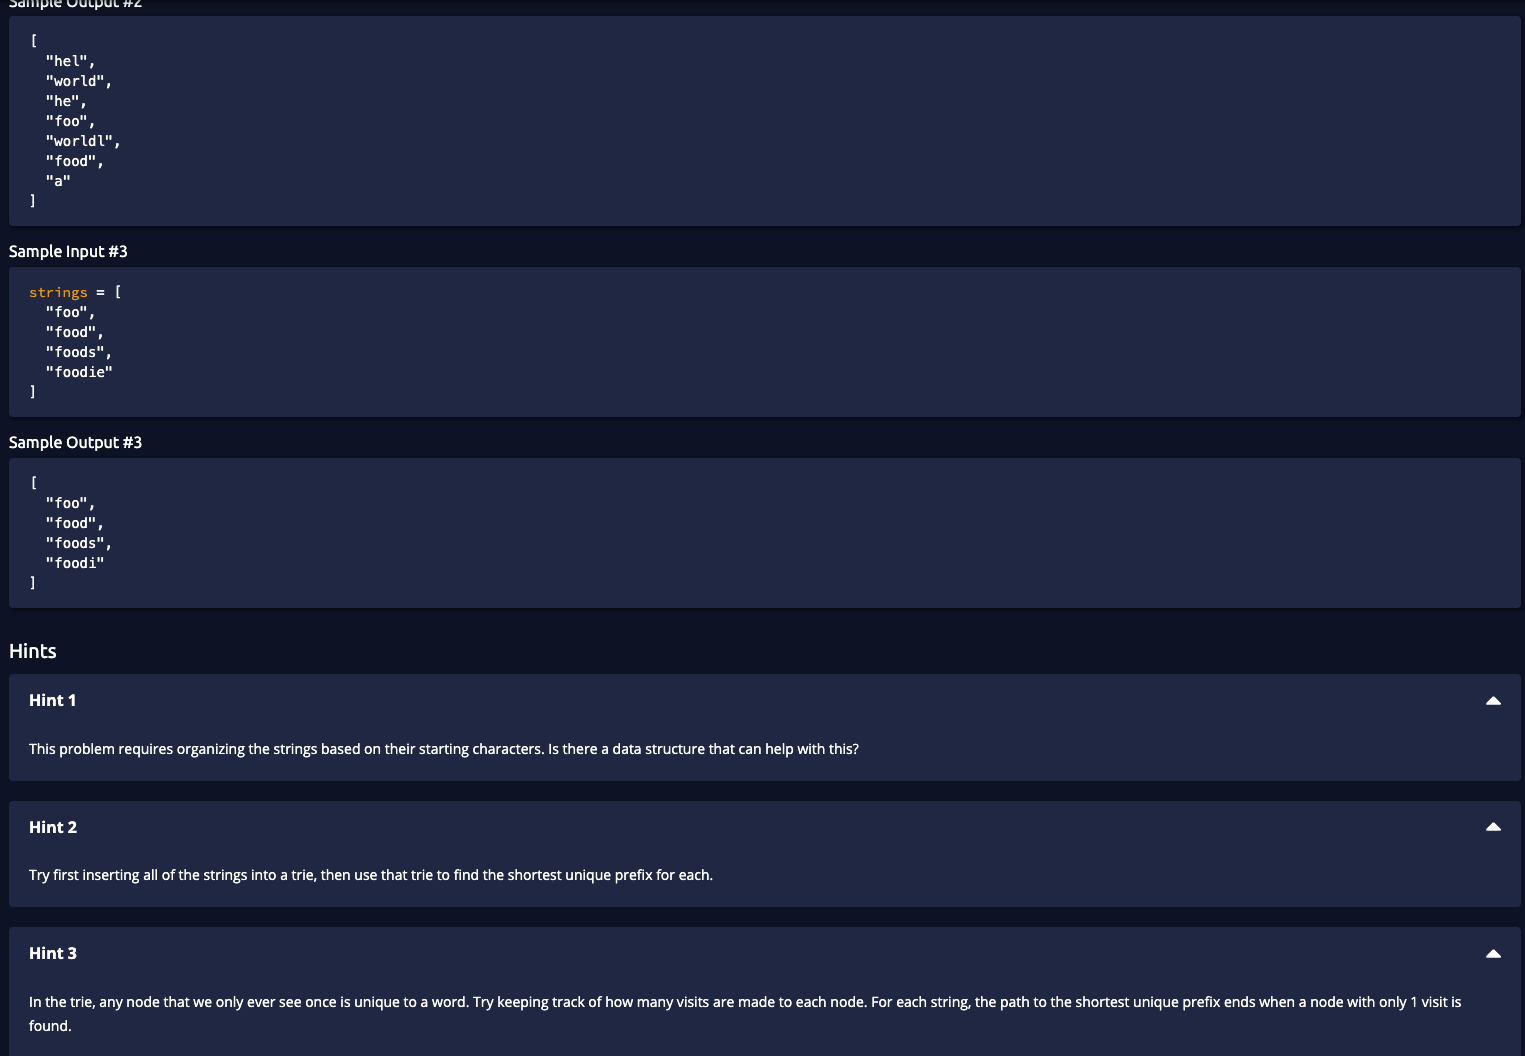 Sample Output #2
[
  "hel",
  "world",
  "he",
  "foo",
  "worldl",
  "food",
  "a"
]
Sample Input #3
strings = [
  "foo",
  "food",
  "foods",
  "foodie"
]
Sample Output #3
[
  "foo",
  "food",
  "foods",
  "foodi"
]
Hints
Hint 1
This problem requires organizing the strings based on their starting characters. Is there a data structure that can help with this?
Hint 2
Try first inserting all of the strings into a trie, then use that trie to find the shortest unique prefix for each.
Hint 3
In the trie, any node that we only ever see once is unique to a word. Try keeping track of how many visits are made to each node. For each string, the path to the shortest unique prefix ends when a node with only 1 visit is
found.